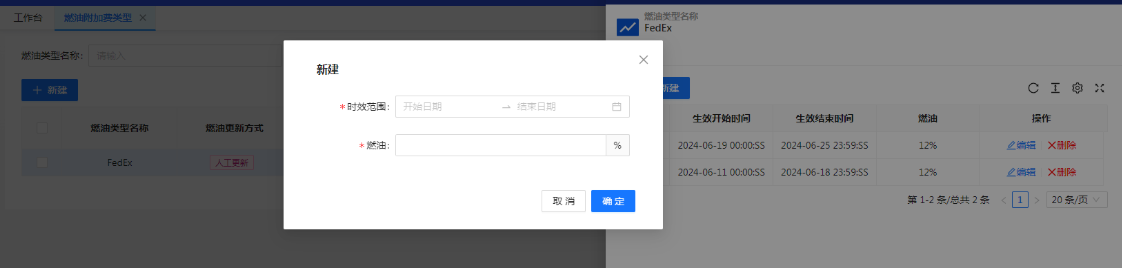 工作台
燃油附加费类型
燃油类型名称
FedEx
燃油类型名称:
请输入
新建
燃油类型名称 燃油更新方式
FedEx 人工更新
新建
*时效范围: 开始日期 → 结束日期
*燃油: %
取 消 确 定
新建
生效开始时间 生效结束时间 燃油 操作
2024-06-19 00:00:SS 2024-06-25 23:59:SS 12% 编辑 删除
2024-06-11 00:00:SS 2024-06-18 23:59:SS 12% 编辑 删除
第 1-2 条/总共 2 条 1 20 条/页